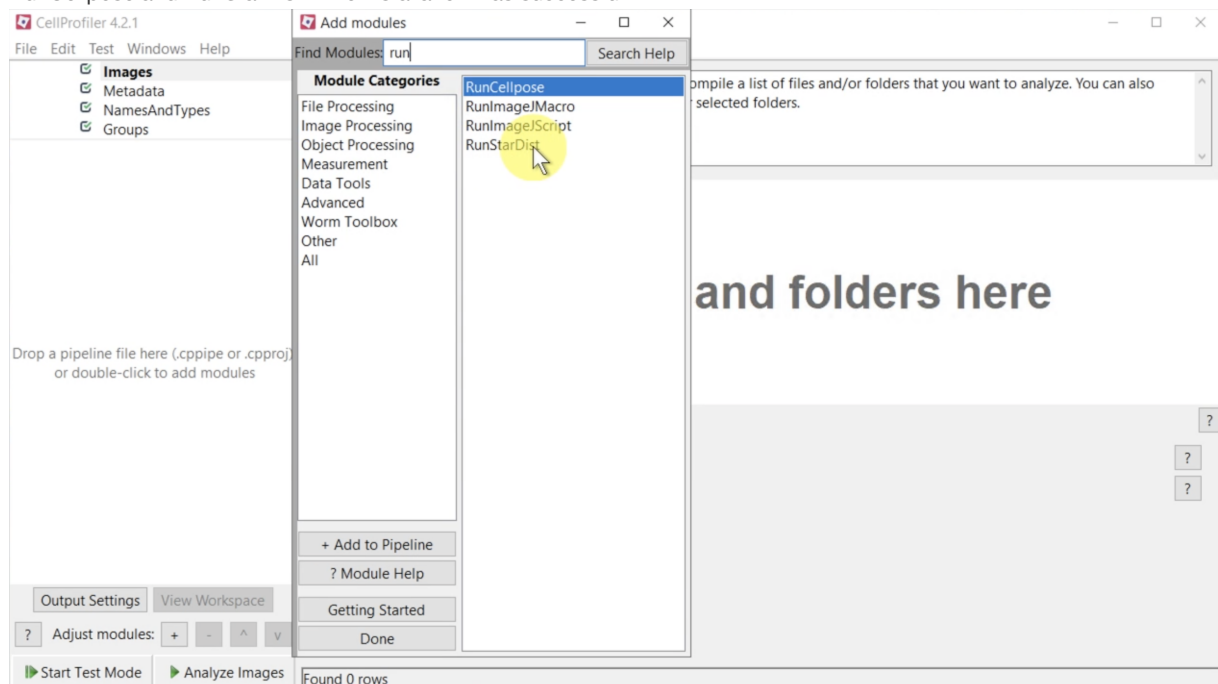 CellProfiler 4.2.1
File Edit Test Windows Help
Images
Metadata
NamesAndTypes
Groups
Drop a pipeline file here (.cppipe or .cpproj)
or double-click to add modules
Output Settings View Workspace
? Adjust modules: + - ^ v
Start Test Mode Analyze Images
Add modules
Find Modules: run Search Help
Module Categories
File Processing
Image Processing
Object Processing
Measurement
Data Tools
Advanced
Worm Toolbox
Other
All
+ Add to Pipeline
? Module Help
Getting Started
Done
RunCellpose
RunImageJMacro
RunImageJScript
RunStarDist
ompile a list of files and/or folders that you want to analyze. You can also
selected folders.
and folders here
?
?
?
Found 0 rows